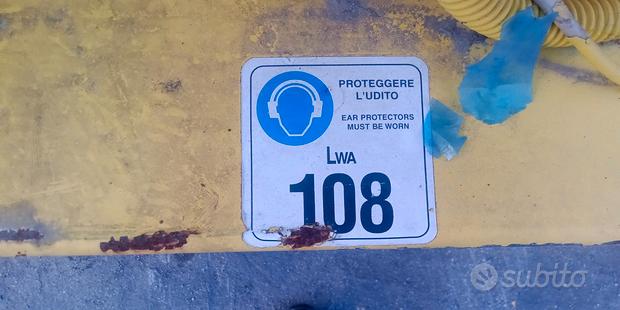 PROTEGGERE
L'UDITO
EAR PROTECTORS
MUST BE WORN
LWA
108
subito